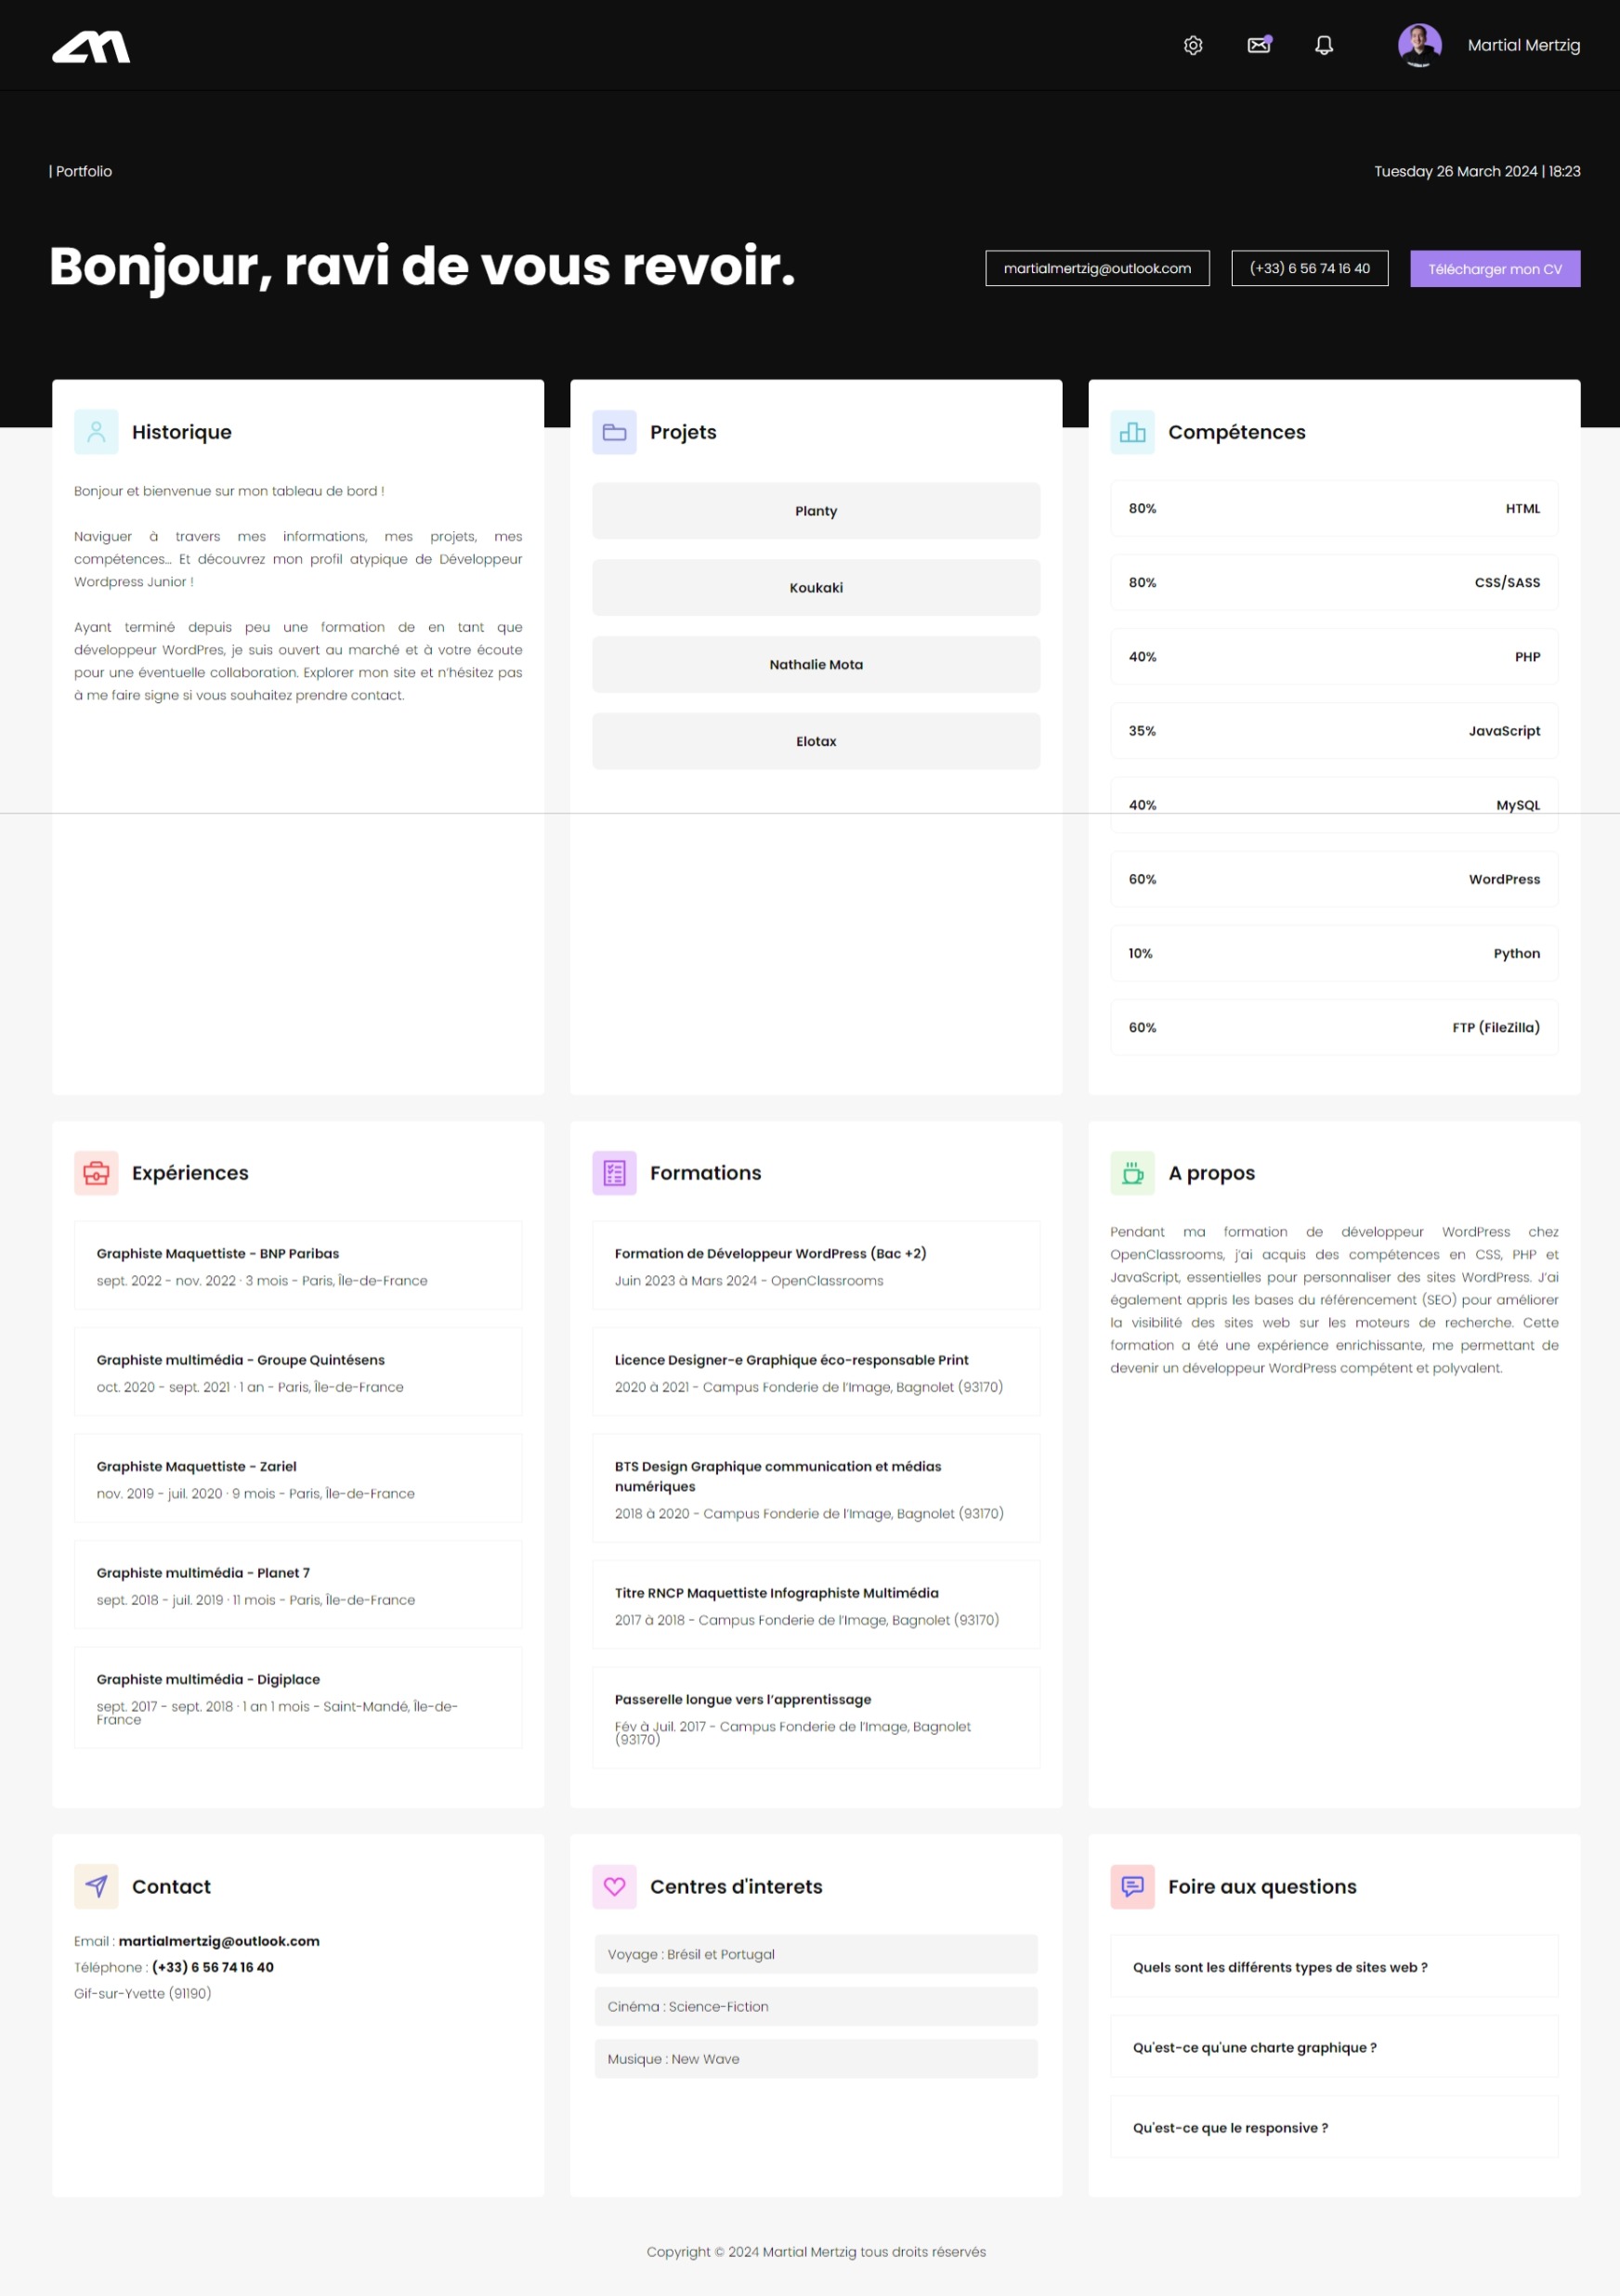 Martial Mertzig
| Portfolio
Tuesday 26 March 2024 | 18:23
Bonjour, ravi de vous revoir.
martialmertzig@outlook.com
(+33) 6 56 74 16 40
Télécharger mon CV
Historique
Bonjour et bienvenue sur mon tableau de bord !
Naviguer à travers mes informations, mes projets, mes
compétences... Et découvrez mon profil atypique de Développeur
Wordpress Junior !
Ayant terminé depuis peu une formation de en tant que
développeur WordPres, je suis ouvert au marché et à votre écoute
pour une éventuelle collaboration. Explorer mon site et n'hésitez pas
à me faire signe si vous souhaitez prendre contact.
Projets
Planty
Koukaki
Nathalie Mota
Elotax
Compétences
80% HTML
80% CSS/SASS
40% PHP
35% JavaScript
40% MySQL
60% WordPress
10% Python
60% FTP (FileZilla)
Expériences
Graphiste Maquettiste - BNP Paribas
sept. 2022 - nov. 2022 · 3 mois - Paris, Île-de-France
Graphiste multimédia - Groupe Quintésens
oct. 2020 - sept. 2021 · 1 an - Paris, Île-de-France
Graphiste Maquettiste - Zariel
nov. 2019 - juil. 2020 · 9 mois - Paris, Île-de-France
Graphiste multimédia - Planet 7
sept. 2018 - juil. 2019 · 11 mois - Paris, Île-de-France
Graphiste multimédia - Digiplace
sept. 2017 - sept. 2018 · 1 an 1 mois - Saint-Mandé, Île-de-
France
Formations
Formation de Développeur WordPress (Bac +2)
Juin 2023 à Mars 2024 - OpenClassrooms
Licence Designer-e Graphique éco-responsable Print
2020 à 2021 - Campus Fonderie de l'Image, Bagnolet (93170)
BTS Design Graphique communication et médias
numériques
2018 à 2020 - Campus Fonderie de l'Image, Bagnolet (93170)
Titre RNCP Maquettiste Infographiste Multimédia
2017 à 2018 - Campus Fonderie de l'Image, Bagnolet (93170)
Passerelle longue vers l'apprentissage
Fév à Juil. 2017 - Campus Fonderie de l'Image, Bagnolet
(93170)
A propos
Pendant ma formation de développeur WordPress chez
OpenClassrooms, j'ai acquis des compétences en CSS, PHP et
JavaScript, essentielles pour personnaliser des sites WordPress. J'ai
également appris les bases du référencement (SEO) pour améliorer
la visibilité des sites web sur les moteurs de recherche. Cette
formation a été une expérience enrichissante, me permettant de
devenir un développeur WordPress compétent et polyvalent.
Contact
Email : martialmertzig@outlook.com
Téléphone : (+33) 6 56 74 16 40
Gif-sur-Yvette (91190)
Centres d'interets
Voyage : Brésil et Portugal
Cinéma : Science-Fiction
Musique : New Wave
Foire aux questions
Quels sont les différents types de sites web ?
Qu'est-ce qu'une charte graphique ?
Qu'est-ce que le responsive ?
Copyright © 2024 Martial Mertzig tous droits réservés